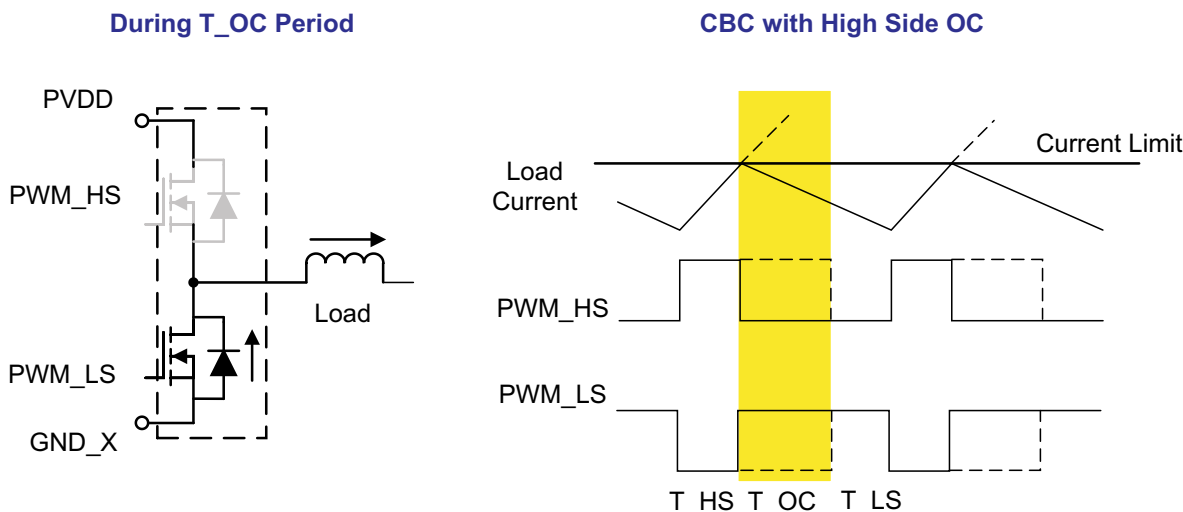 During T_OC Period
CBC with High Side OC
PVDD
PWM_HS
Load
PWM_LS
GND_X
Current Limit
Load
Current
PWM_HS
PWM_LS
T HS T OC T LS